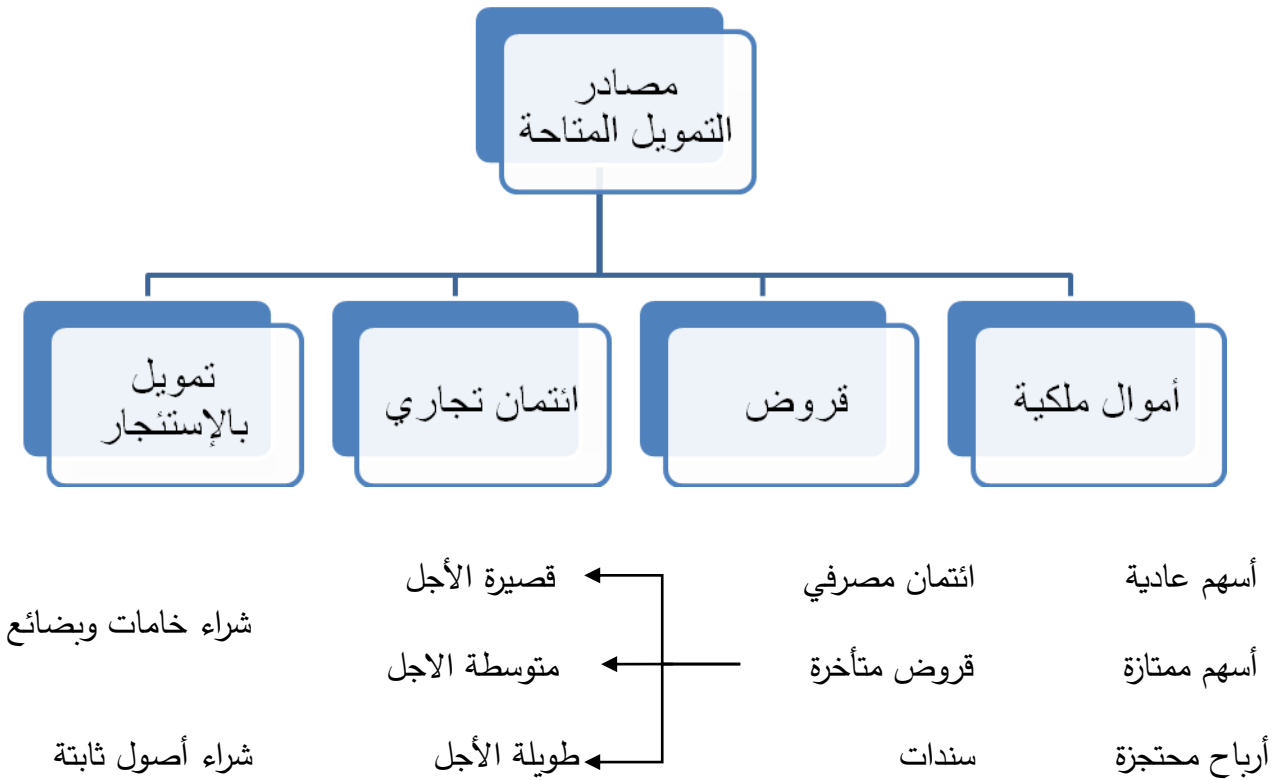 مصادر
التمويل المتاحة
أموال ملكية
قروض
ائتمان تجاري
تمويل
بالإستئجار
أسهم عادية
ائتمان مصرفي
قصيرة الأجل
شراء خامات وبضائع
أسهم ممتازة
قروض متأخرة
متوسطة الاجل
أرباح محتجزة
سندات
طويلة الأجل
شراء أصول ثابتة